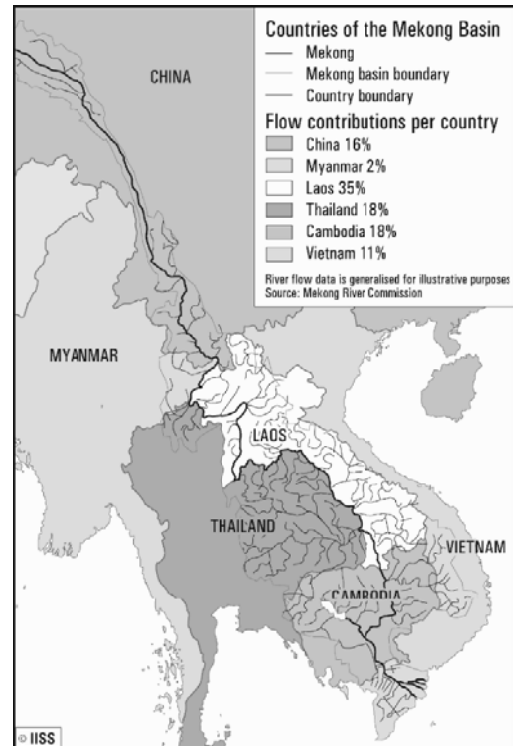 Countries of the Mekong Basin
Mekong
Mekong basin boundary
Country boundary
Flow contributions per country
China 16%
Myanmar 2%
Laos 35%
Thailand 18%
Cambodia 18%
Vietnam 11%
River flow data is generalised for illustrative purposes
Source: Mekong River Commission
CHINA
MYANMAR
LAOS
THAILAND
VIETNAM
CAMBODIA
© IISS